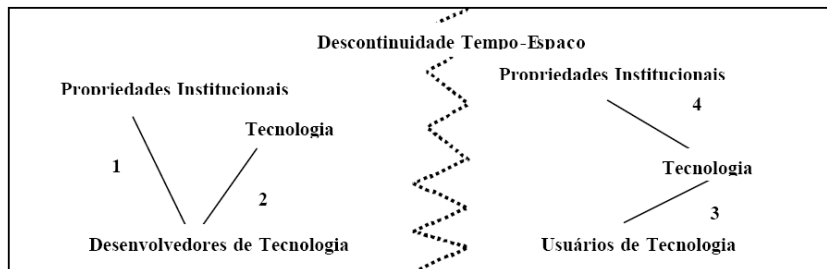 Descontinuidade Tempo-Espaço
Propriedades Institucionais
Tecnologia
1
2
Desenvolvedores de Tecnologia
Propriedades Institucionais
4
Tecnologia
3
Usuários de Tecnologia